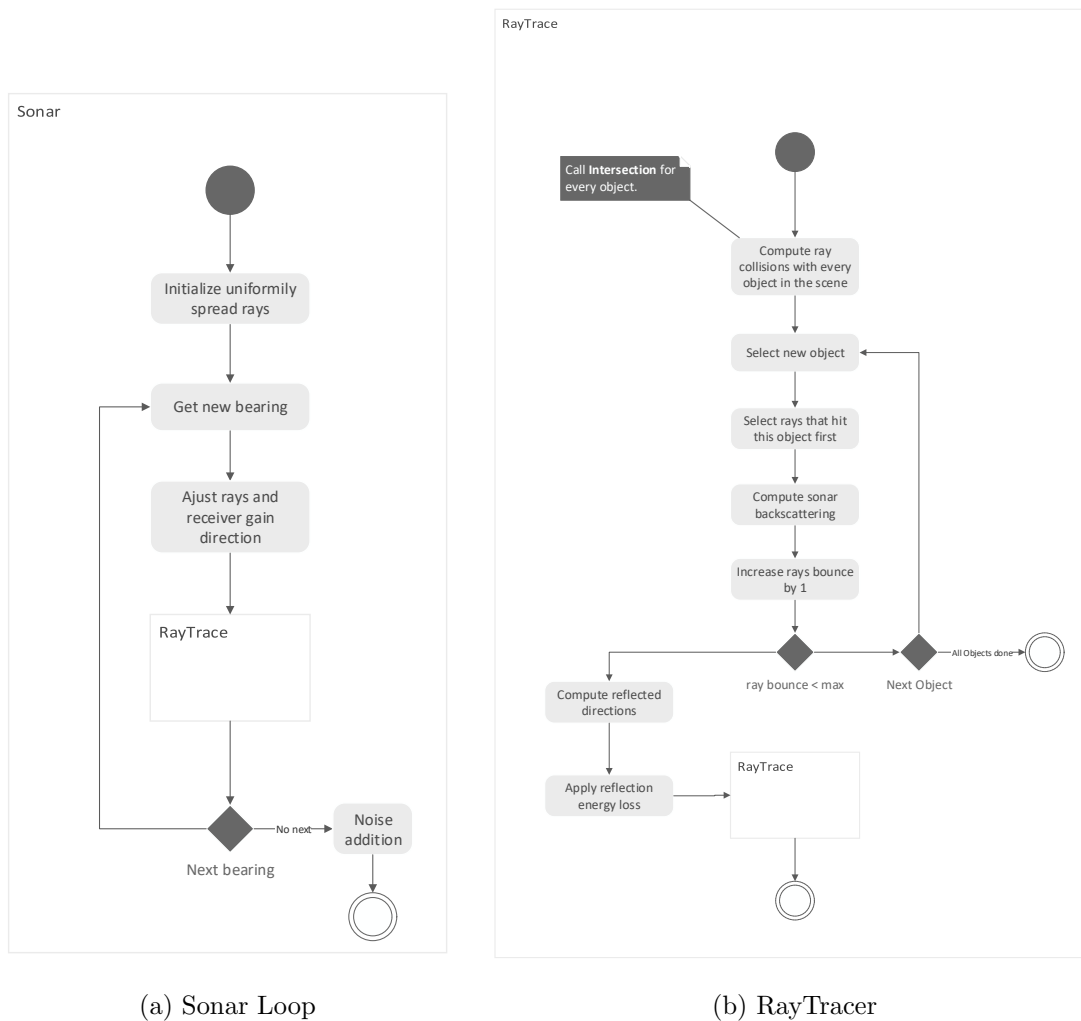 Sonar
Initialize uniformily
spread rays
Get new bearing
Ajust rays and
receiver gain
direction
RayTrace
No next
Noise
addition
Next bearing
(a) Sonar Loop
RayTrace
Call Intersection for
every object.
Compute ray
collisions with every
object in the scene
Select new object
Select rays that hit
this object first
Compute sonar
backscattering
Increase rays bounce
by 1
ray bounce < max
Next Object
All Objects done
Compute reflected
directions
Apply reflection
energy loss
RayTrace
(b) RayTracer